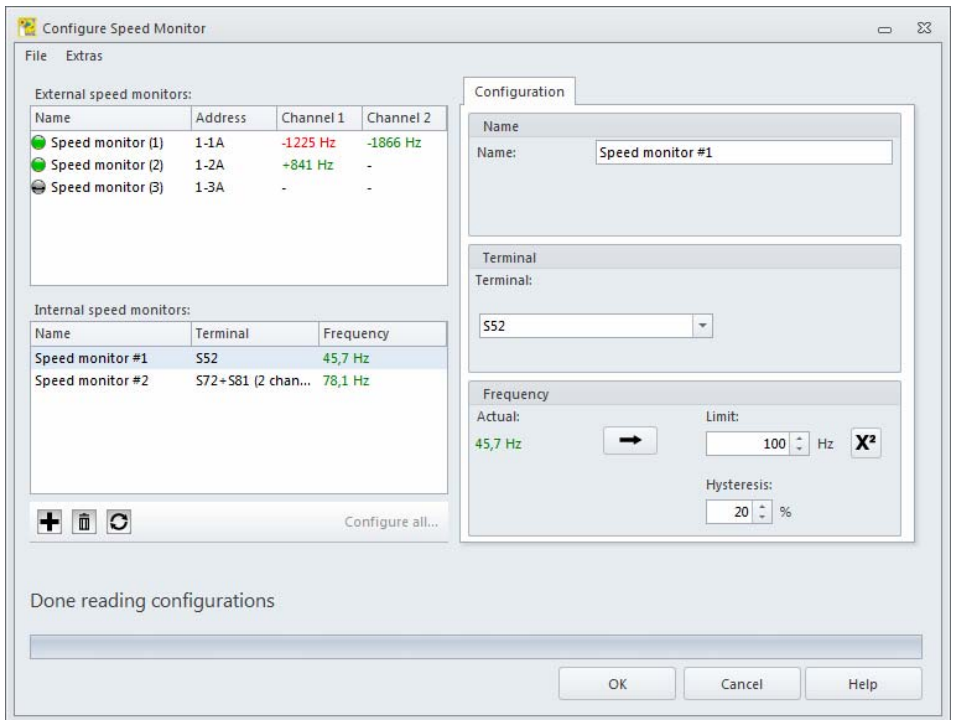 Configure Speed Monitor
File Extras
External speed monitors:
Name Address Channel 1 Channel 2
Speed monitor (1) 1-1A -1225 Hz -1866 Hz
Speed monitor (2) 1-2A +841 Hz -
Speed monitor (3) 1-3A - -
Internal speed monitors:
Name Terminal Frequency
Speed monitor #1 S52 45,7 Hz
Speed monitor #2 S72+S81 (2 chan... 78,1 Hz
Configure all...
Configuration
Name
Name: Speed monitor #1
Terminal
Terminal:
S52
Frequency
Actual: Limit:
45,7 Hz 100 Hz X²
Hysteresis:
20 %
Done reading configurations
OK Cancel Help